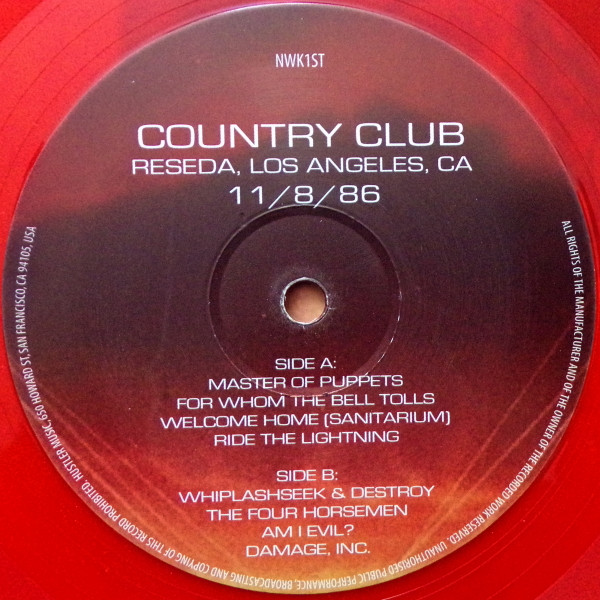 NWK1ST
COUNTRY CLUB
RESEDA, LOS ANGELES, CA
11/8/86
SIDE A:
MASTER OF PUPPETS
FOR WHOM THE BELL TOLLS
WELCOME HOME (SANITARIUM)
RIDE THE LIGHTNING
SIDE B:
WHIPLASHSEEK & DESTROY
THE FOUR HORSEMEN
AM I EVIL?
DAMAGE, INC.
ALL RIGHTS OF THE MANUFACTURER AND OF THE OWNER OF THE RECORDED WORK RESERVED. UNAUTHORISED PUBLIC PERFORMANCE, BROADCASTING AND COPYING OF THIS RECORD PROHIBITED. HUSTLER MUSIC, 650 HOWARD ST, SAN FRANCISCO, CA 94105, USA